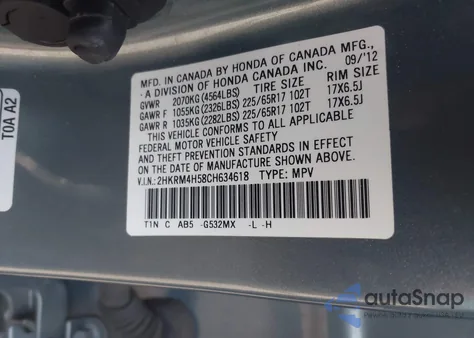 MFD. IN CANADA BY HONDA OF CANADA MFG.,
- A DIVISION OF HONDA CANADA INC. 09/'12
GVWR 2070KG (4564LBS) TIRE SIZE RIM SIZE
GAWR F 1055KG (2326LBS) 225/65R17 102T 17X6.5J
GAWR R 1035KG (2282LBS) 225/65R17 102T 17X6.5J
THIS VEHICLE CONFORMS TO ALL APPLICABLE
FEDERAL MOTOR VEHICLE SAFETY
AND THEFT PREVENTION STANDARDS IN EFFECT
ON THE DATE OF MANUFACTURE SHOWN ABOVE.
V.I.N.: 2HKRM4H58CH634618 TYPE: MPV
T1N C AB5 -G532MX -L -H
T0A A2
autoSnap